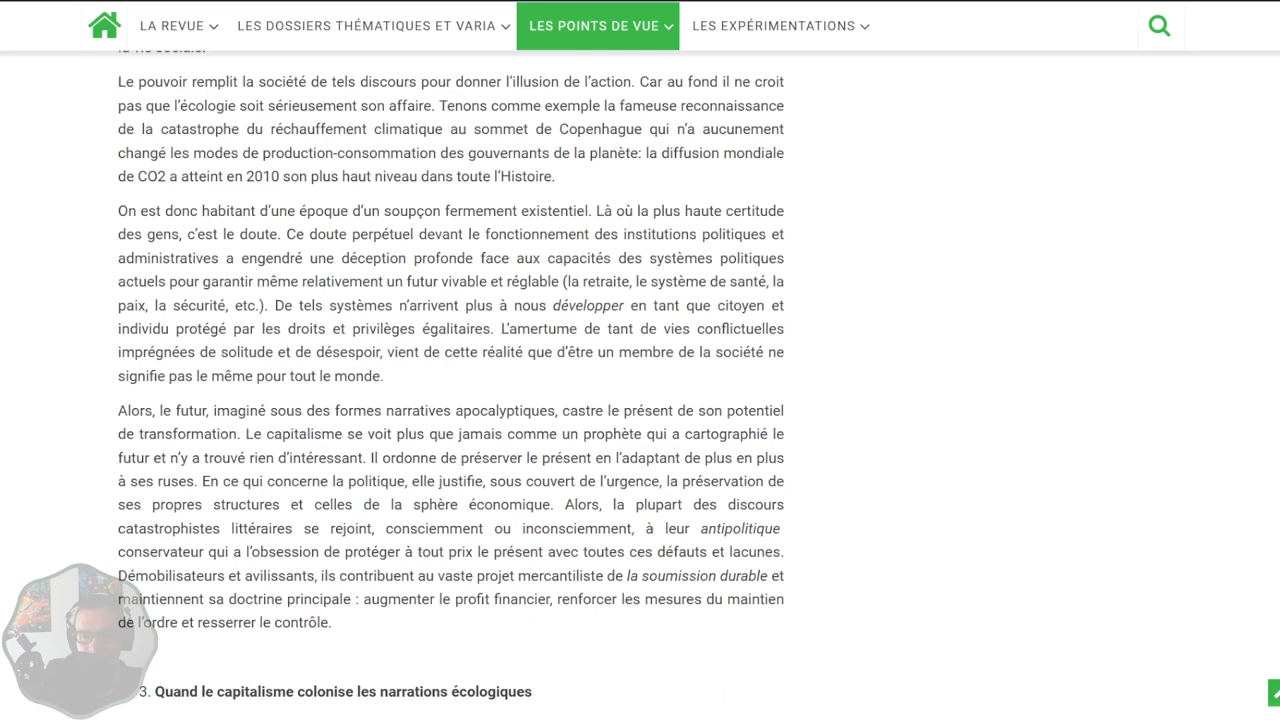 LA REVUE
LES DOSSIERS THÉMATIQUES ET VARIA
LES POINTS DE VUE
LES EXPÉRIMENTATIONS
Le pouvoir remplit la société de tels discours pour donner l’illusion de l’action. Car au fond il ne croit
pas que l’écologie soit sérieusement son affaire. Tenons comme exemple la fameuse reconnaissance
de la catastrophe du réchauffement climatique au sommet de Copenhague qui n’a aucunement
changé les modes de production-consommation des gouvernants de la planète: la diffusion mondiale
de CO2 a atteint en 2010 son plus haut niveau dans toute l’Histoire.
On est donc habitant d’une époque d’un soupçon fermement existentiel. Là où la plus haute certitude
des gens, c’est le doute. Ce doute perpétuel devant le fonctionnement des institutions politiques et
administratives a engendré une déception profonde face aux capacités des systèmes politiques
actuels pour garantir même relativement un futur vivable et réglable (la retraite, le système de santé, la
paix, la sécurité, etc.). De tels systèmes n’arrivent plus à nous développer en tant que citoyen et
individu protégé par les droits et privilèges égalitaires. L’amertume de tant de vies conflictuelles
imprégnées de solitude et de désespoir, vient de cette réalité que d’être un membre de la société ne
signifie pas le même pour tout le monde.
Alors, le futur, imaginé sous des formes narratives apocalyptiques, castre le présent de son potentiel
de transformation. Le capitalisme se voit plus que jamais comme un prophète qui a cartographié le
futur et n’y a trouvé rien d’intéressant. Il ordonne de préserver le présent en l’adaptant de plus en plus
à ses ruses. En ce qui concerne la politique, elle justifie, sous couvert de l’urgence, la préservation de
ses propres structures et celles de la sphère économique. Alors, la plupart des discours
catastrophistes littéraires se rejoint, consciemment ou inconsciemment, à leur antipolitique
conservateur qui a l’obsession de protéger à tout prix le présent avec toutes ces défauts et lacunes.
Démobilisateurs et avilissants, ils contribuent au vaste projet mercantiliste de la soumission durable et
maintiennent sa doctrine principale : augmenter le profit financier, renforcer les mesures du maintien
de l’ordre et resserrer le contrôle.
3. Quand le capitalisme colonise les narrations écologiques